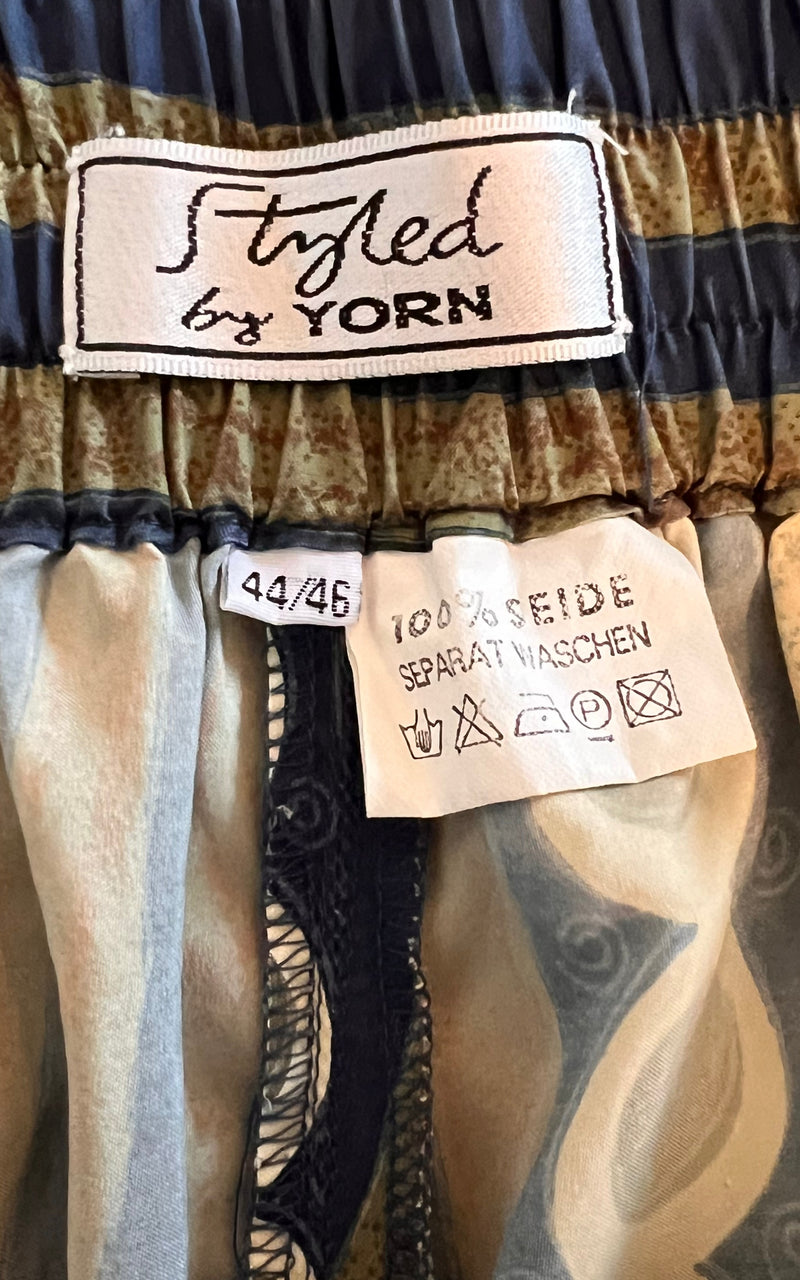 Styled
by YORN
44/46
100% SEIDE
SEPARAT WASCHEN
P